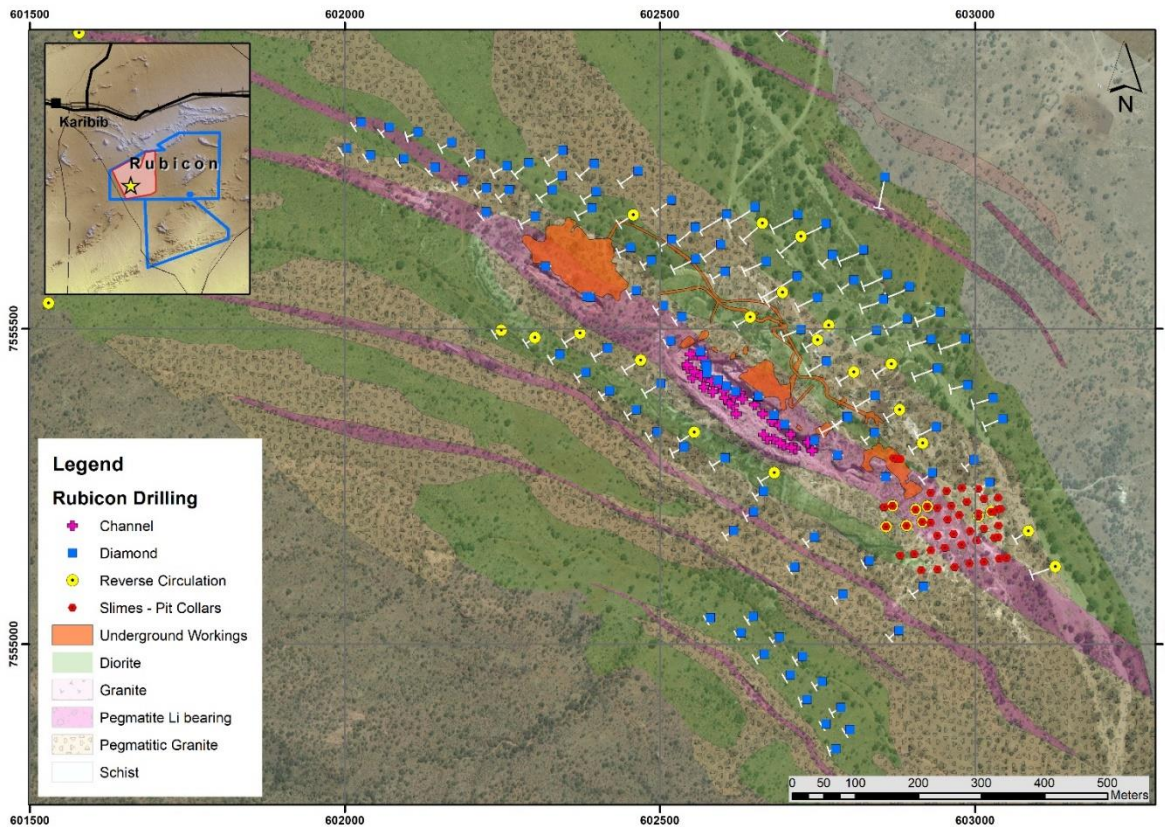 601500 602000 602500 603000
Karibib
Rubicon
N
7555500
7555000
Legend
Rubicon Drilling
Channel
Diamond
Reverse Circulation
Slimes - Pit Collars
Underground Workings
Diorite
Granite
Pegmatite Li bearing
Pegmatitic Granite
Schist
0 50 100 200 300 400 500
Meters
7555500
7555000
601500 602000 602500 603000